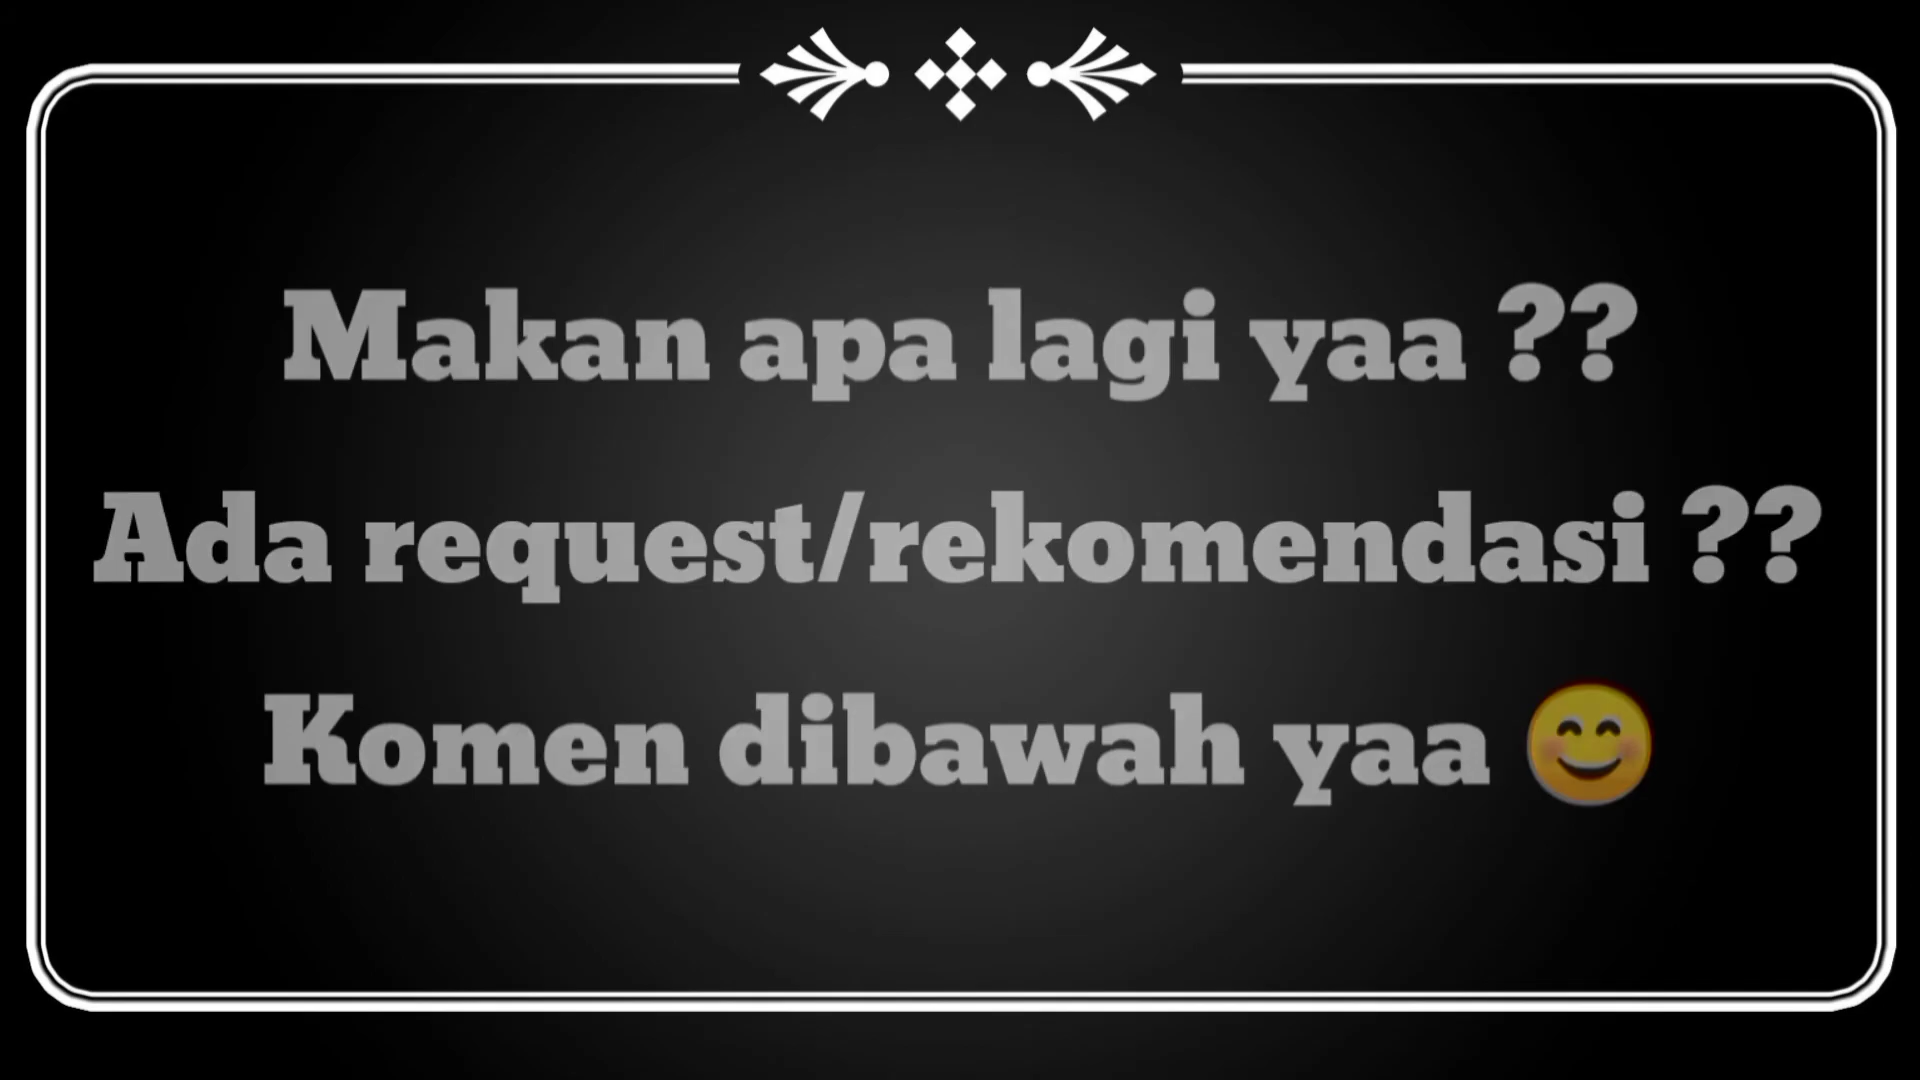 Makan apa lagi yaa ??
Ada request/rekomendasi ??
Komen dibawah yaa 😊